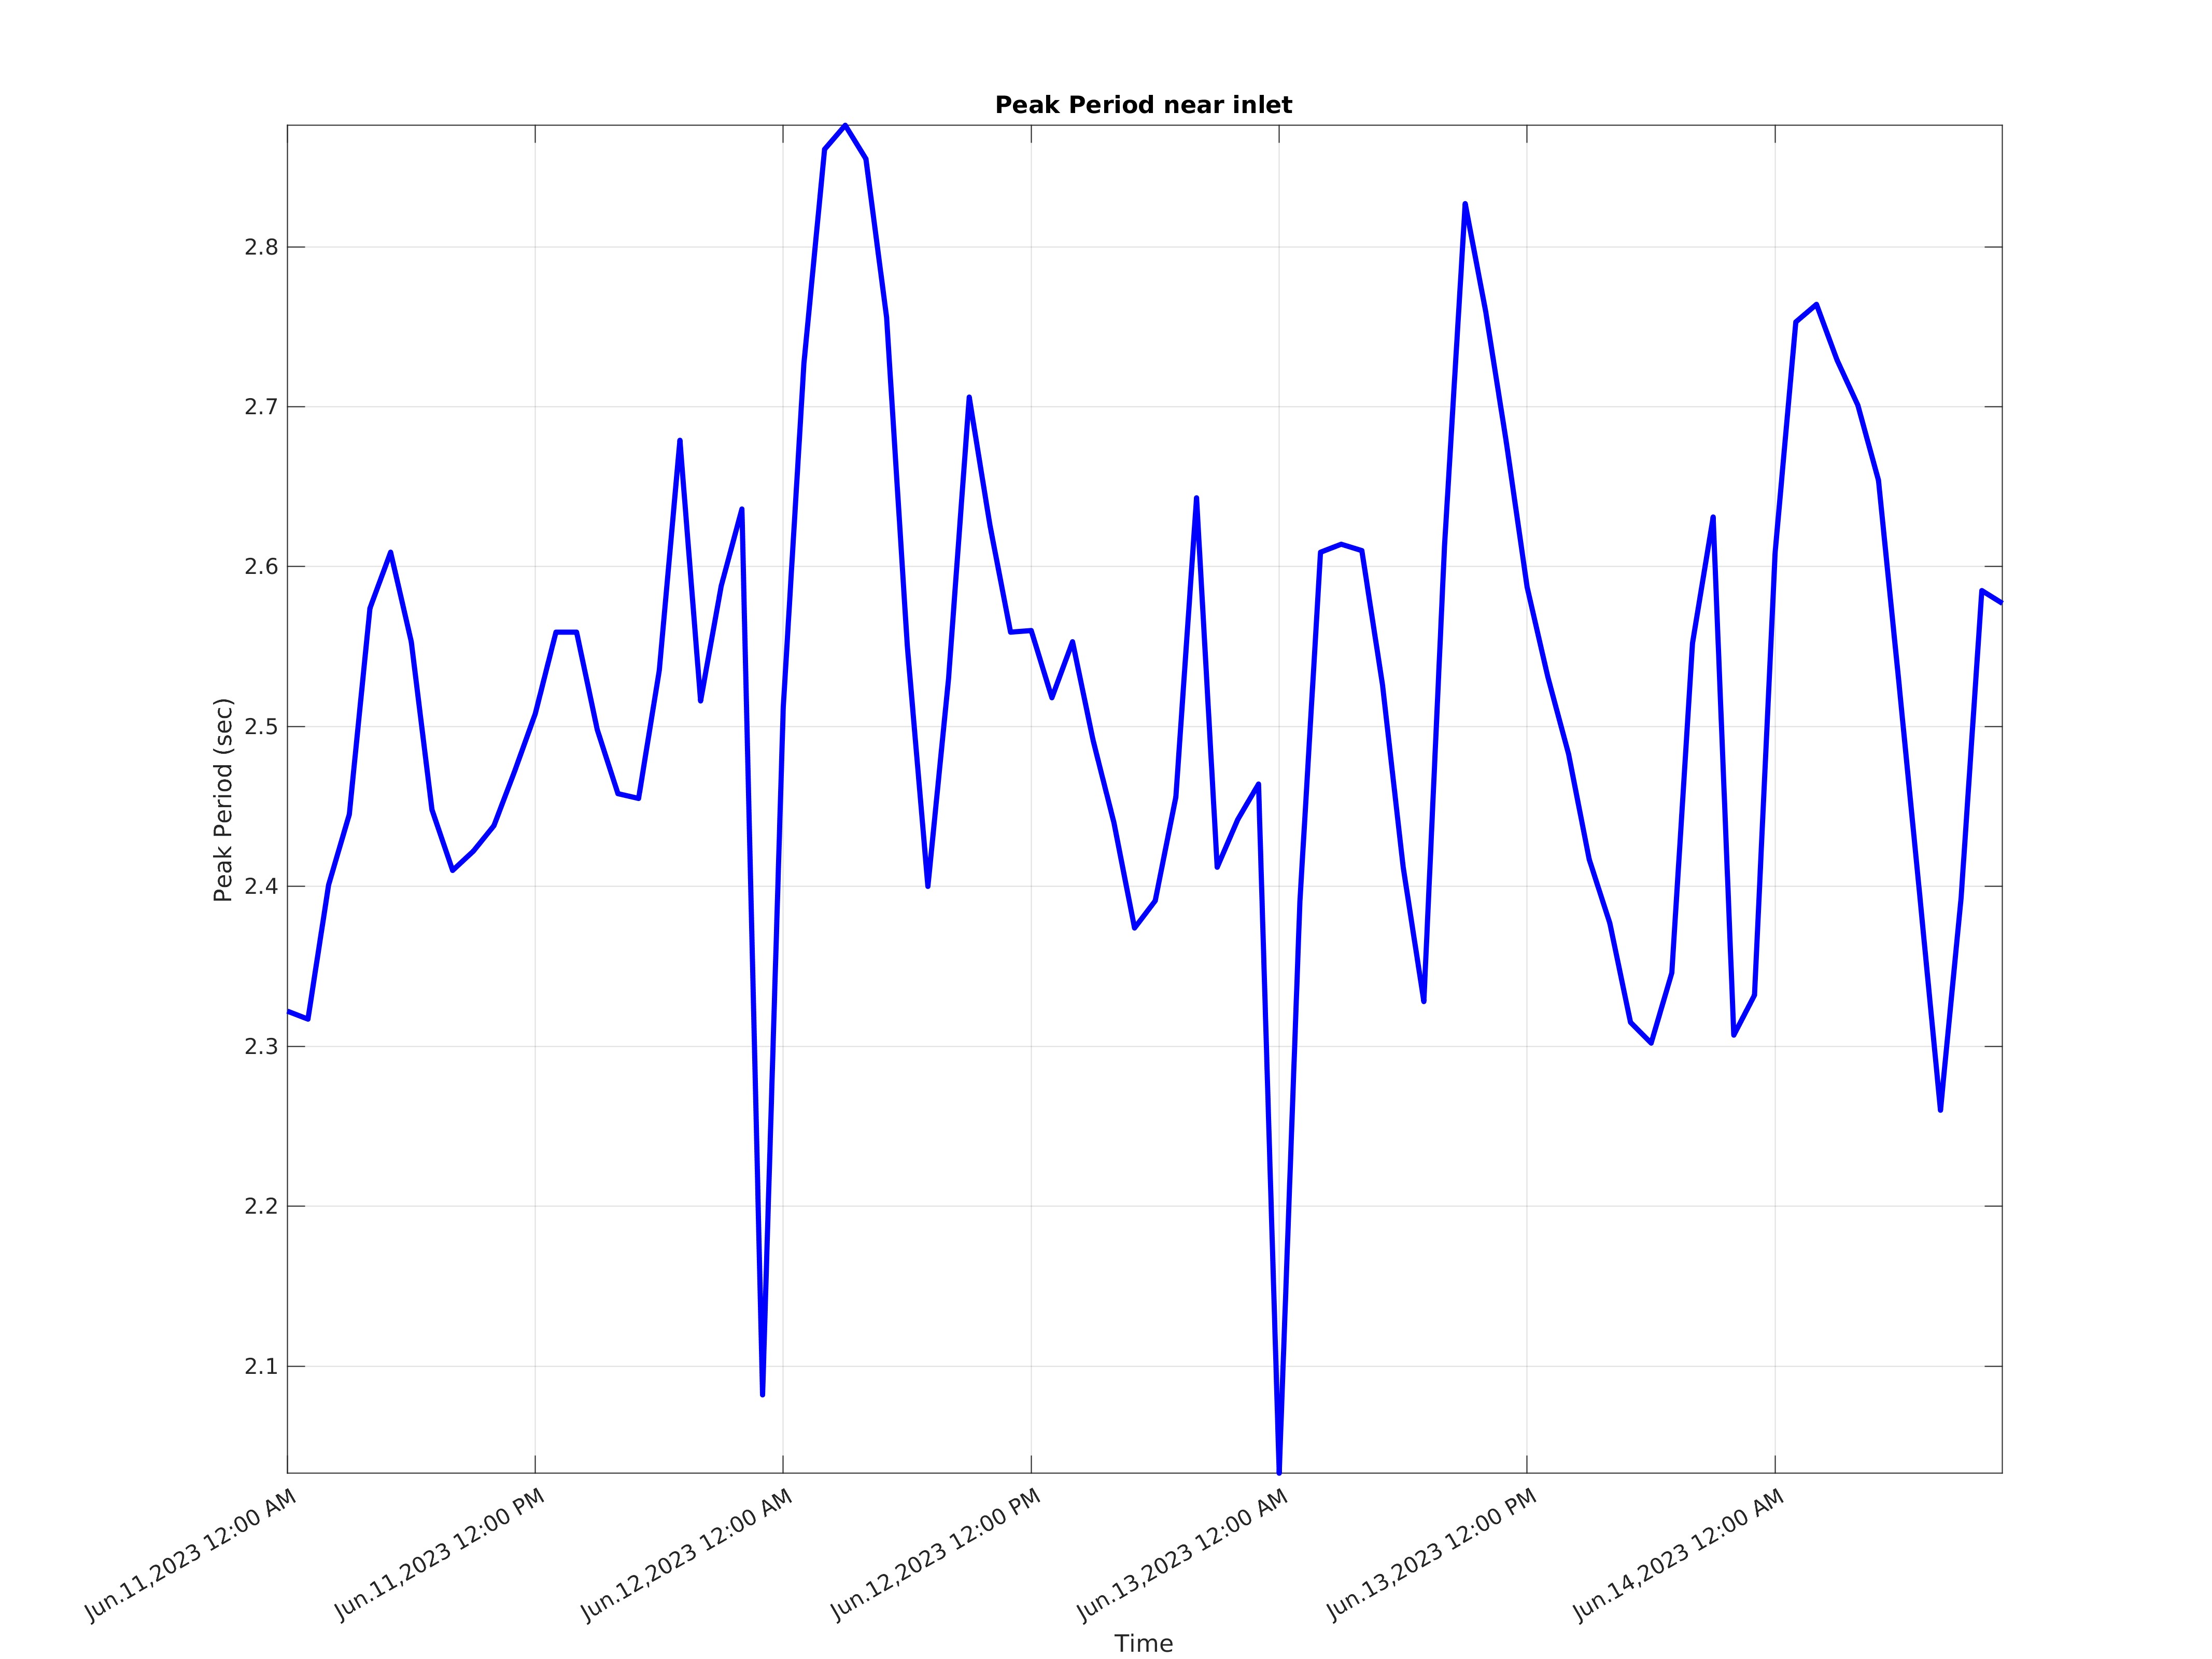 Peak Period near inlet
Peak Period (sec)
2.8
2.7
2.6
2.5
2.4
2.3
2.2
2.1
Jun.11,2023 12:00 AM
Jun.11,2023 12:00 PM
Jun.12,2023 12:00 AM
Jun.12,2023 12:00 PM
Jun.13,2023 12:00 AM
Jun.13,2023 12:00 PM
Jun.14,2023 12:00 AM
Time